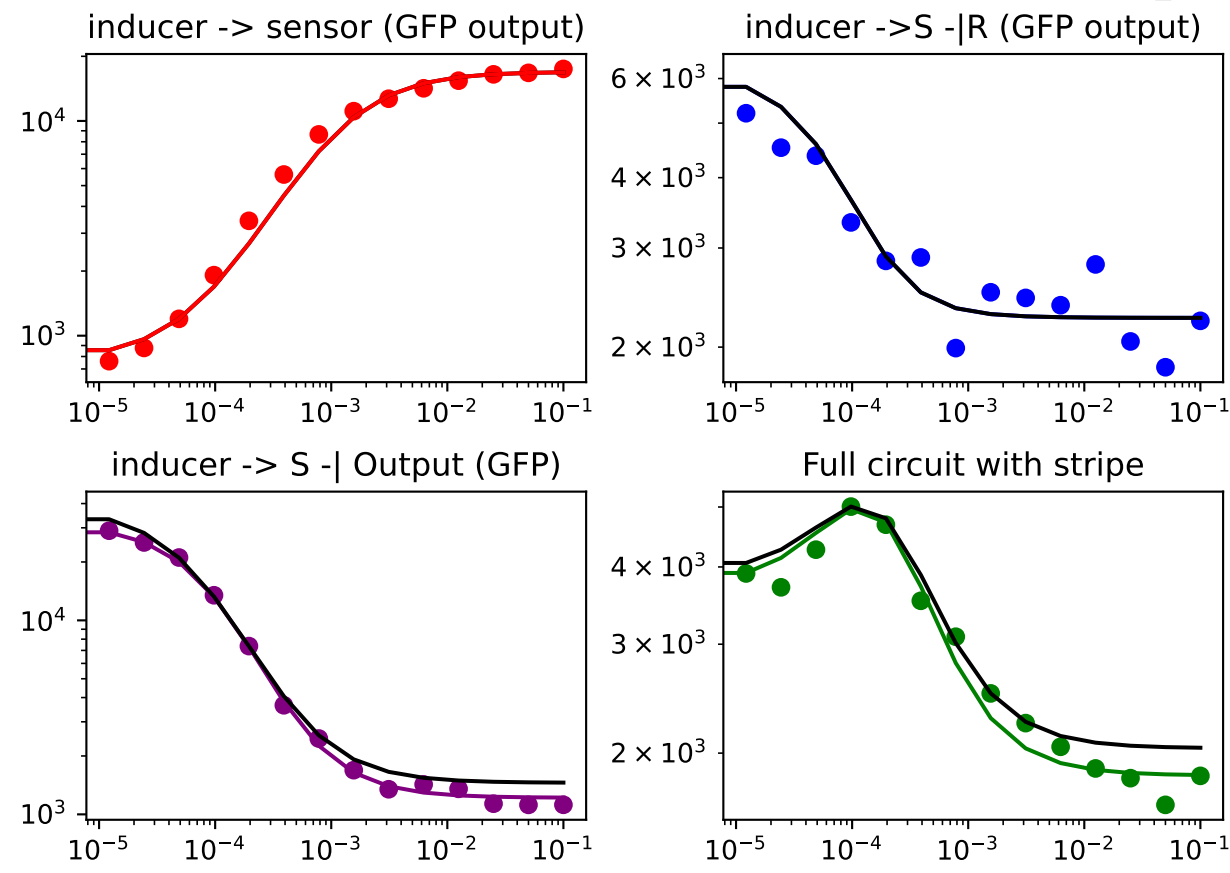 inducer -> sensor (GFP output)
10⁴
10³
10⁻⁵ 10⁻⁴ 10⁻³ 10⁻² 10⁻¹
inducer ->S -|R (GFP output)
6 × 10³
4 × 10³
3 × 10³
2 × 10³
10⁻⁵ 10⁻⁴ 10⁻³ 10⁻² 10⁻¹
inducer -> S -| Output (GFP)
10⁴
10³
10⁻⁵ 10⁻⁴ 10⁻³ 10⁻² 10⁻¹
Full circuit with stripe
4 × 10³
3 × 10³
2 × 10³
10⁻⁵ 10⁻⁴ 10⁻³ 10⁻² 10⁻¹